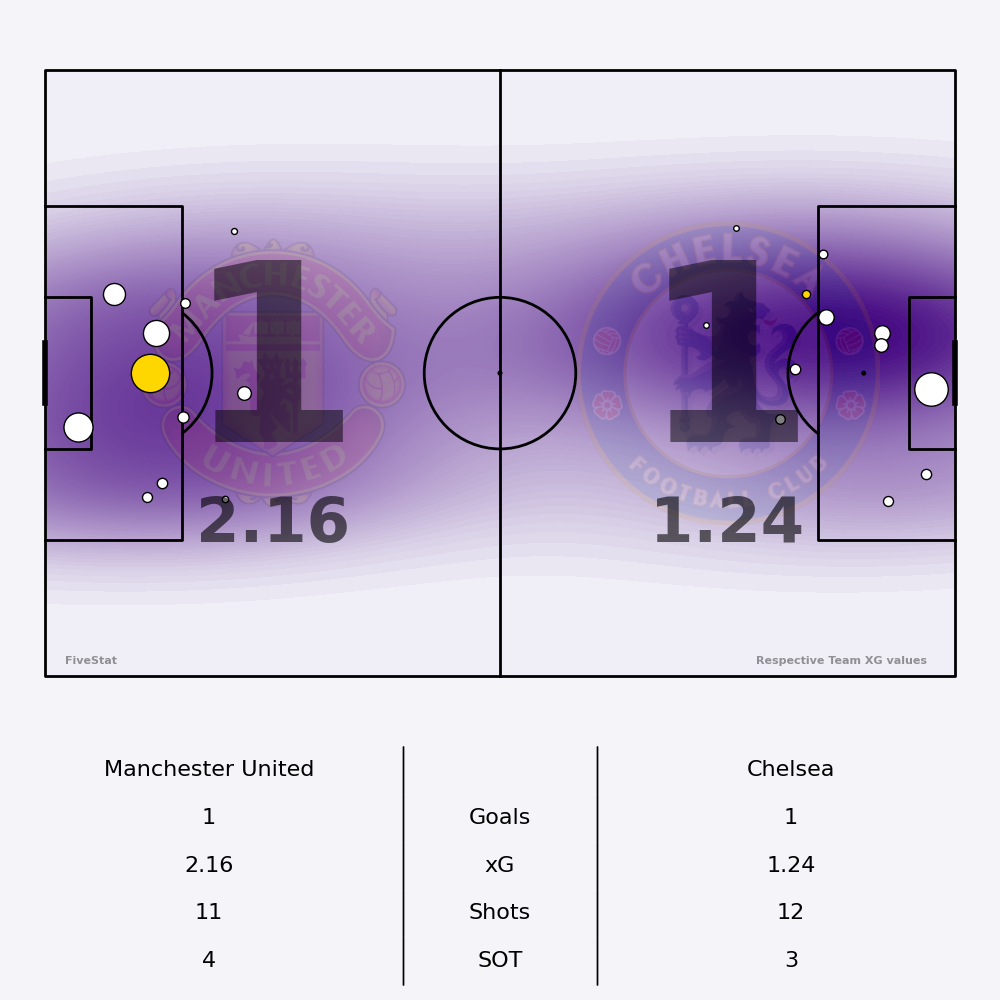 MANCHESTER
UNITED
CHELSEA
FOOTBALL CLUB
1
1
2.16
1.24
FiveStat
Respective Team XG values
Manchester United
Chelsea
1
Goals
1
2.16
xG
1.24
11
Shots
12
4
SOT
3